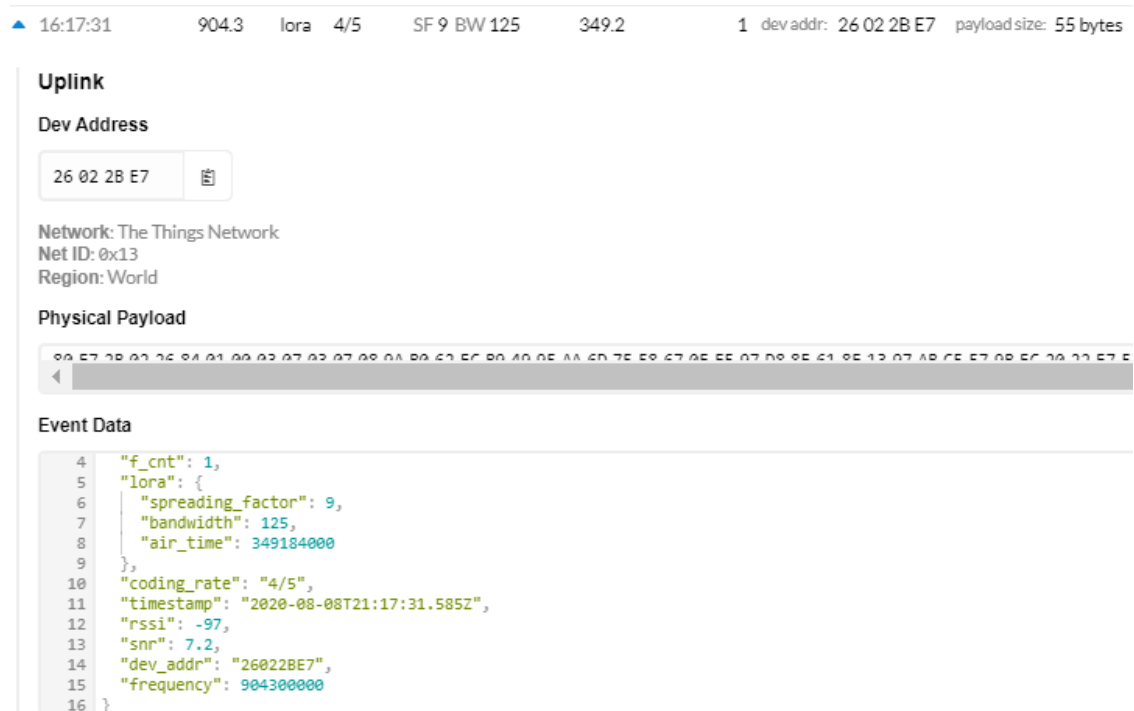 16:17:31 904.3 lora 4/5 SF 9 BW 125 349.2 1 dev addr: 26 02 2B E7 payload size: 55 bytes
Uplink
Dev Address
26 02 2B E7
Network: The Things Network
Net ID: 0x13
Region: World
Physical Payload
Event Data
4 "f_cnt": 1,
5 "lora": {
6 "spreading_factor": 9,
7 "bandwidth": 125,
8 "air_time": 349184000
9 },
10 "coding_rate": "4/5",
11 "timestamp": "2020-08-08T21:17:31.585Z",
12 "rssi": -97,
13 "snr": 7.2,
14 "dev_addr": "26022BE7",
15 "frequency": 904300000
16 }